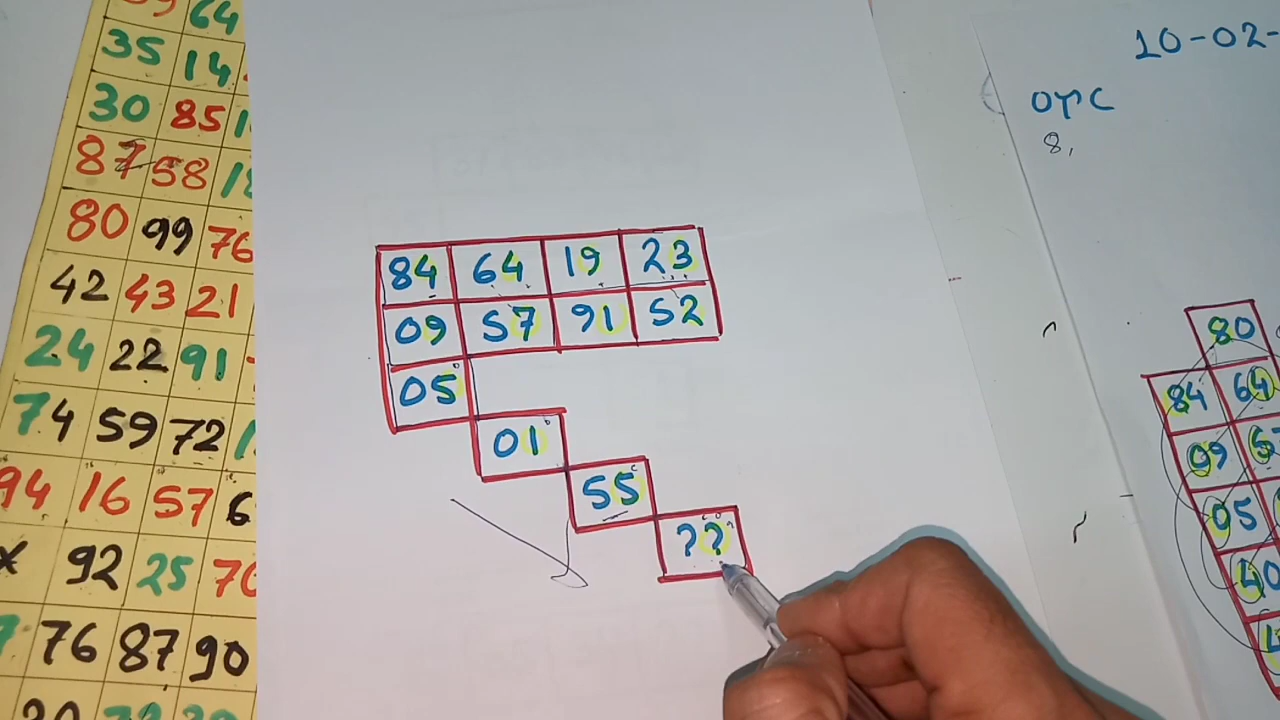 64
35 14
30 85
87 58
80 99 76
42 43 21
24 22 91
74 59 72
94 16 57
x 92 25
76 87 90
84 64 19 23
09 57 91 52
05
01
55
??
10-02-
OPC
8,
80
84 64
09
05